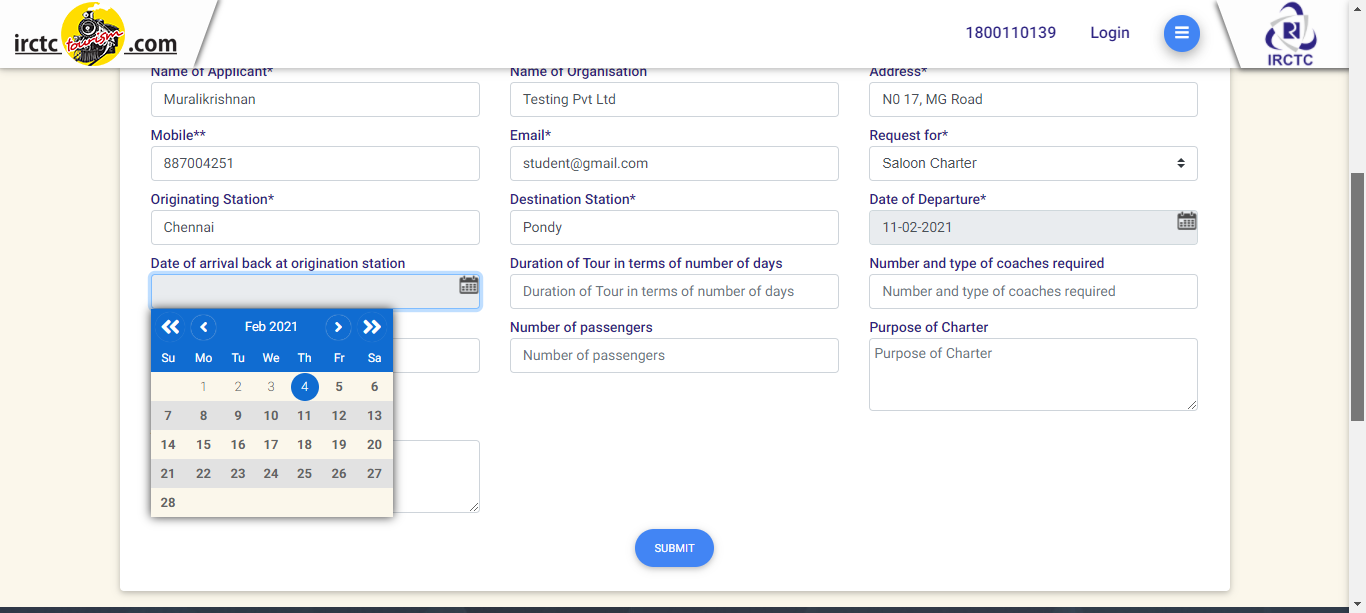 irctc tourism .com
1800110139 Login
IRCTC
Name of Applicant* Name of Organisation Address*
Muralikrishnan Testing Pvt Ltd N0 17, MG Road
Mobile** Email* Request for*
887004251 student@gmail.com Saloon Charter
Originating Station* Destination Station* Date of Departure*
Chennai Pondy 11-02-2021
Date of arrival back at origination station Duration of Tour in terms of number of days Number and type of coaches required
Duration of Tour in terms of number of days Number and type of coaches required
Feb 2021 Number of passengers Purpose of Charter
Su Mo Tu We Th Fr Sa Number of passengers Purpose of Charter
1 2 3 4 5 6
7 8 9 10 11 12 13
14 15 16 17 18 19 20
21 22 23 24 25 26 27
28
SUBMIT